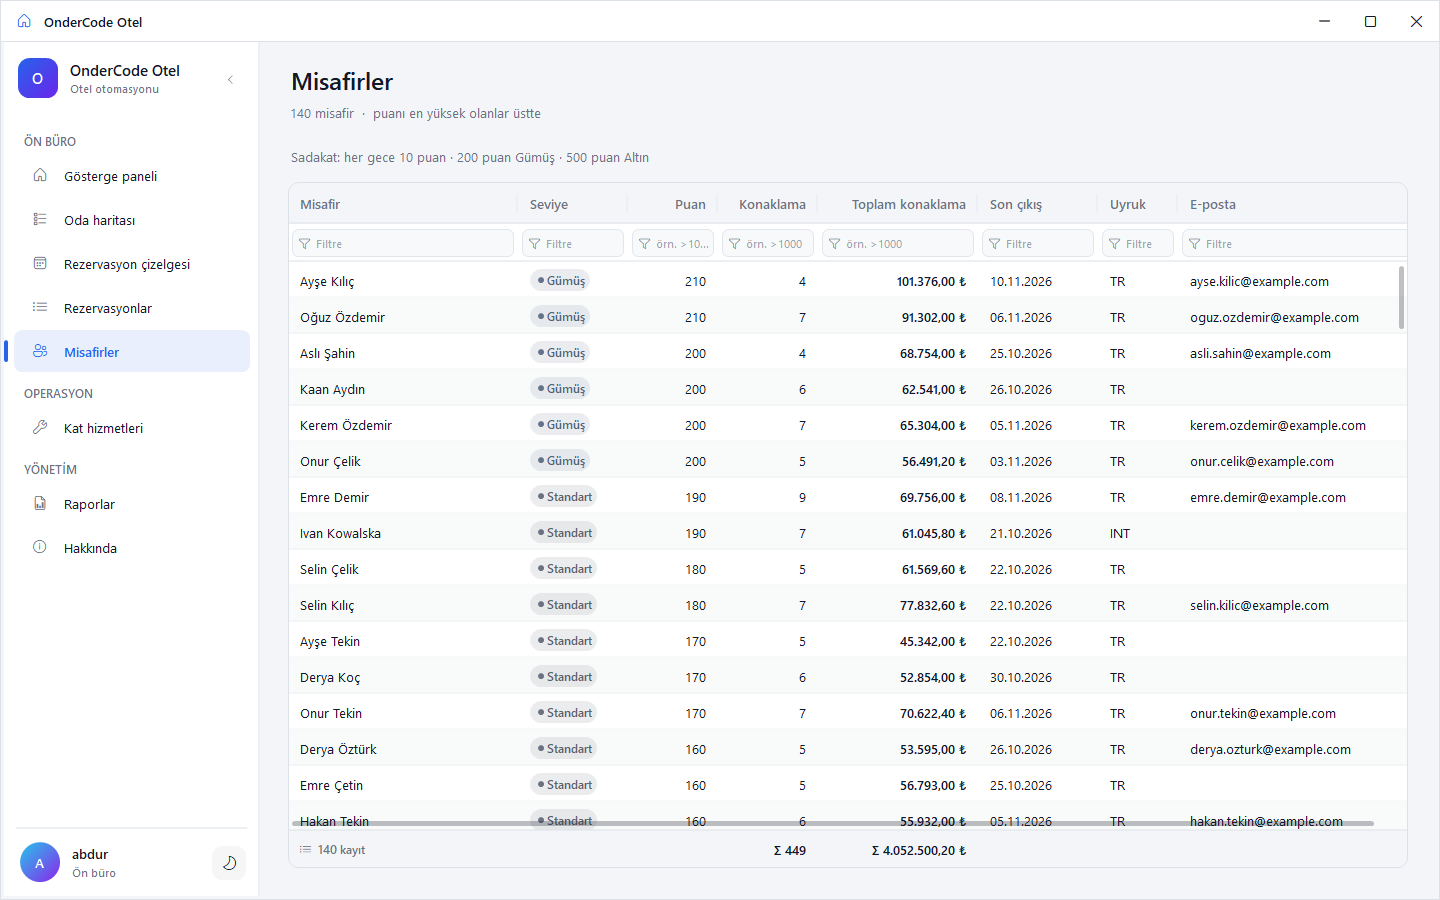 OnderCode Otel
O
OnderCode Otel
Otel otomasyonu
ÖN BÜRO
Gösterge paneli
Oda haritası
Rezervasyon çizelgesi
Rezervasyonlar
Misafirler
OPERASYON
Kat hizmetleri
YÖNETİM
Raporlar
Hakkında
A
abdur
Ön büro
Misafirler
140 misafir · puanı en yüksek olanlar üstte
Sadakat: her gece 10 puan · 200 puan Gümüş · 500 puan Altın
Misafir Seviye Puan Konaklama Toplam konaklama Son çıkış Uyruk E-posta
Filtre Filtre örn. >10... örn. >1000 örn. >1000 Filtre Filtre Filtre
Ayşe Kılıç Gümüş 210 4 101.376,00 ₺ 10.11.2026 TR ayse.kilic@example.com
Oğuz Özdemir Gümüş 210 7 91.302,00 ₺ 06.11.2026 TR oguz.ozdemir@example.com
Aslı Şahin Gümüş 200 4 68.754,00 ₺ 25.10.2026 TR asli.sahin@example.com
Kaan Aydın Gümüş 200 6 62.541,00 ₺ 26.10.2026 TR
Kerem Özdemir Gümüş 200 7 65.304,00 ₺ 05.11.2026 TR kerem.ozdemir@example.com
Onur Çelik Gümüş 200 5 56.491,20 ₺ 03.11.2026 TR onur.celik@example.com
Emre Demir Standart 190 9 69.756,00 ₺ 08.11.2026 TR emre.demir@example.com
Ivan Kowalska Standart 190 7 61.045,80 ₺ 21.10.2026 INT
Selin Çelik Standart 180 5 61.569,60 ₺ 22.10.2026 TR
Selin Kılıç Standart 180 7 77.832,60 ₺ 22.10.2026 TR selin.kilic@example.com
Ayşe Tekin Standart 170 5 45.342,00 ₺ 22.10.2026 TR
Derya Koç Standart 170 6 52.854,00 ₺ 30.10.2026 TR
Onur Tekin Standart 170 7 70.622,40 ₺ 06.11.2026 TR onur.tekin@example.com
Derya Öztürk Standart 160 5 53.595,00 ₺ 26.10.2026 TR derya.ozturk@example.com
Emre Çetin Standart 160 5 56.793,00 ₺ 25.10.2026 TR
Hakan Tekin Standart 160 6 55.932,00 ₺ 05.11.2026 TR hakan.tekin@example.com
140 kayıt Σ 449 Σ 4.052.500,20 ₺